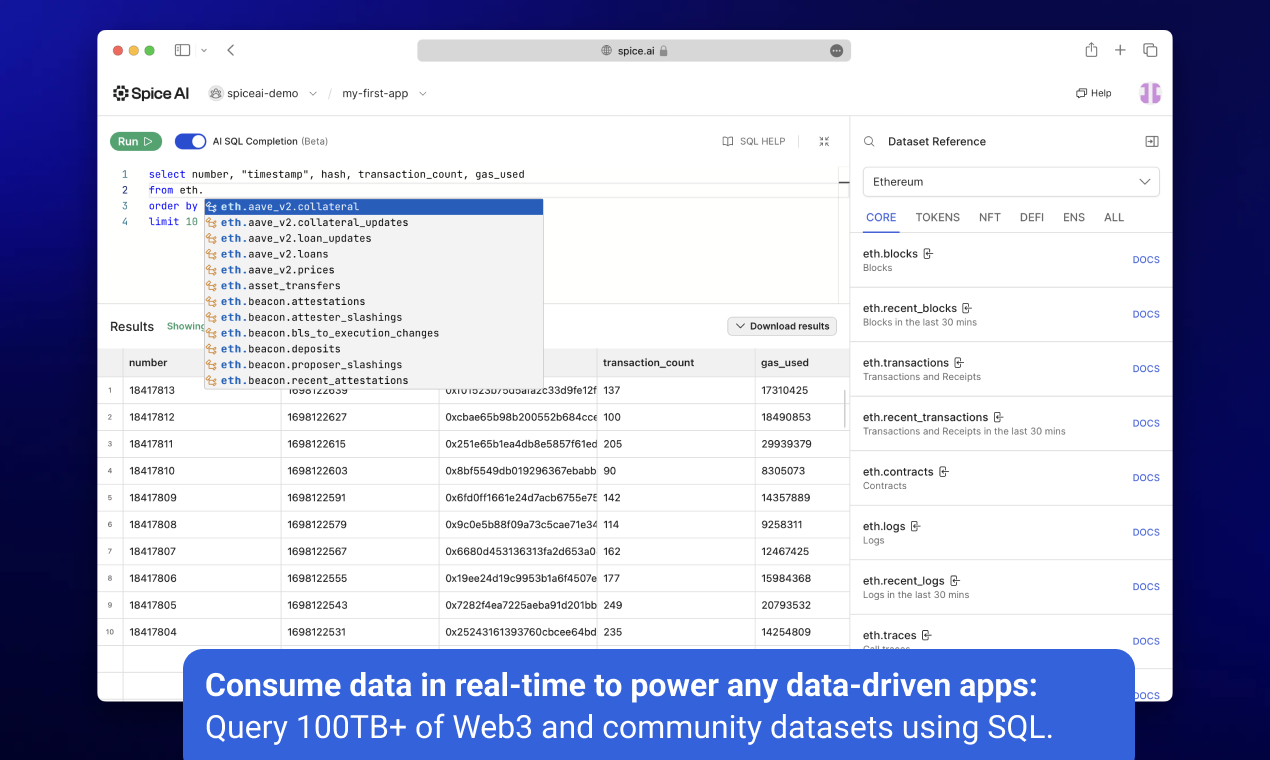 spice.ai
Spice AI spiceai-demo / my-first-app Help
Run AI SQL Completion (Beta) SQL HELP
1 select number, "timestamp", hash, transaction_count, gas_used
2 from eth.
3 order by
4 limit 10
eth.aave_v2.collateral
eth.aave_v2.collateral_updates
eth.aave_v2.loan_updates
eth.aave_v2.loans
eth.aave_v2.prices
eth.asset_transfers
eth.beacon.attestations
eth.beacon.attester_slashings
eth.beacon.bls_to_execution_changes
eth.beacon.deposits
eth.beacon.proposer_slashings
eth.beacon.recent_attestations
Results Showing Download results
number transaction_count gas_used
1 18417813 1698122639 0xf01523b75d5afa2c33d9fe12f 137 17310425
2 18417812 1698122627 0xcbae65b98b200552b684cce 100 18490853
3 18417811 1698122615 0x251e65b1ea4db8e5857f61ed 205 29939379
4 18417810 1698122603 0x8bf5549db019296367ebabb 90 8305073
5 18417809 1698122591 0x6fd0ff1661e24d7acb6755e75 142 14357889
6 18417808 1698122579 0x9c0e5b88f09a73c5cae71e34 114 9258311
7 18417807 1698122567 0x6680d453136313fa2d653a0 162 12467425
8 18417806 1698122555 0x19ee24d19c9953b1a6f4507e 177 15984368
9 18417805 1698122543 0x7282f4ea7225aeba91d201bb 249 20793532
10 18417804 1698122531 0x25243161393760cbcee64bd 235 14254809
Dataset Reference
Ethereum
CORE TOKENS NFT DEFI ENS ALL
eth.blocks
Blocks
DOCS
eth.recent_blocks
Blocks in the last 30 mins
DOCS
eth.transactions
Transactions and Receipts
DOCS
eth.recent_transactions
Transactions and Receipts in the last 30 mins
DOCS
eth.contracts
Contracts
DOCS
eth.logs
Logs
DOCS
eth.recent_logs
Logs in the last 30 mins
DOCS
eth.traces
Call traces
DOCS
DOCS
Consume data in real-time to power any data-driven apps:
Query 100TB+ of Web3 and community datasets using SQL.